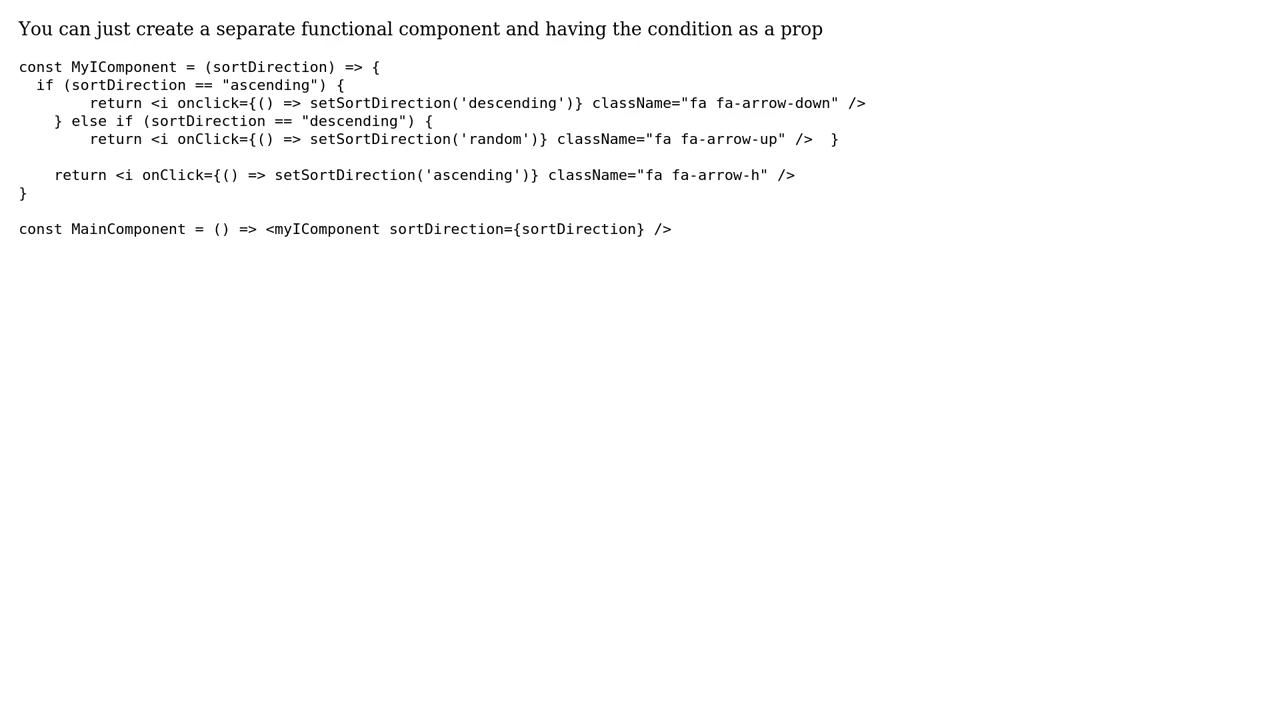 You can just create a separate functional component and having the condition as a prop
const MyIComponent = (sortDirection) => {
  if (sortDirection == "ascending") {
        return <i onclick={() => setSortDirection('descending')} className="fa fa-arrow-down" />
    } else if (sortDirection == "descending") {
        return <i onClick={() => setSortDirection('random')} className="fa fa-arrow-up" />  }
    return <i onClick={() => setSortDirection('ascending')} className="fa fa-arrow-h" />
}
const MainComponent = () => <myIComponent sortDirection={sortDirection} />